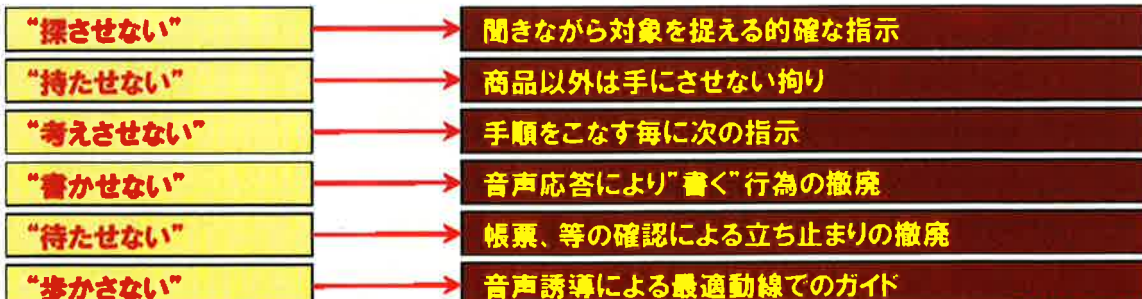 “探させない” 聞きながら対象を捉える的確な指示
“持たせない” 商品以外は手にさせない拘り
“考えさせない” 手順をこなす毎に次の指示
“書かせない” 音声応答により”書く”行為の撤廃
“待たせない” 帳票、等の確認による立ち止まりの撤廃
“歩かさない” 音声誘導による最適動線でのガイド